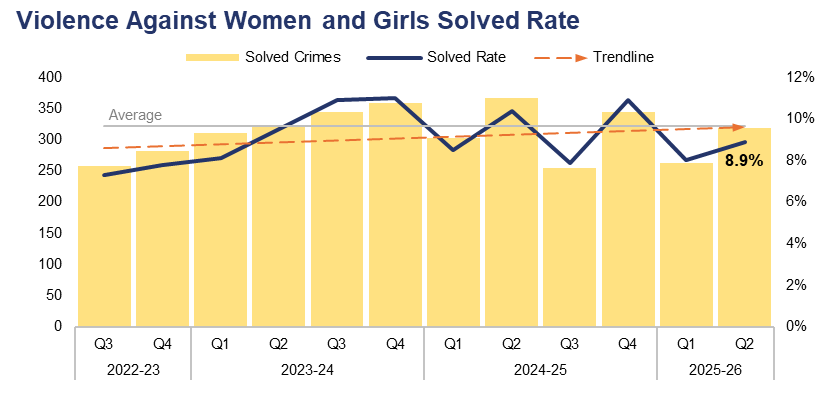 Violence Against Women and Girls Solved Rate
Solved Crimes Solved Rate Trendline
400 12%
350
Average 10%
300
250 8%
8.9%
200 6%
150
100 4%
50 2%
0 0%
Q3 Q4 Q1 Q2 Q3 Q4 Q1 Q2 Q3 Q4 Q1 Q2
2022-23 2023-24 2024-25 2025-26